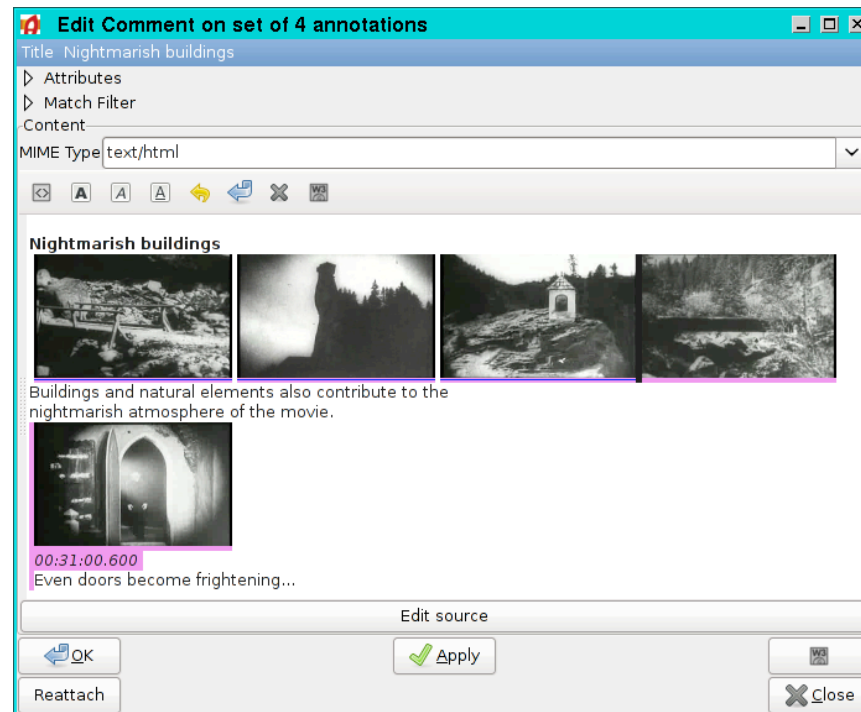 Edit Comment on set of 4 annotations
Title Nightmarish buildings
Attributes
Match Filter
Content
MIME Type text/html
A A A W3
Nightmarish buildings
Buildings and natural elements also contribute to the
nightmarish atmosphere of the movie.
00:31:00.600
Even doors become frightening...
Edit source
OK Apply W3
Reattach Close